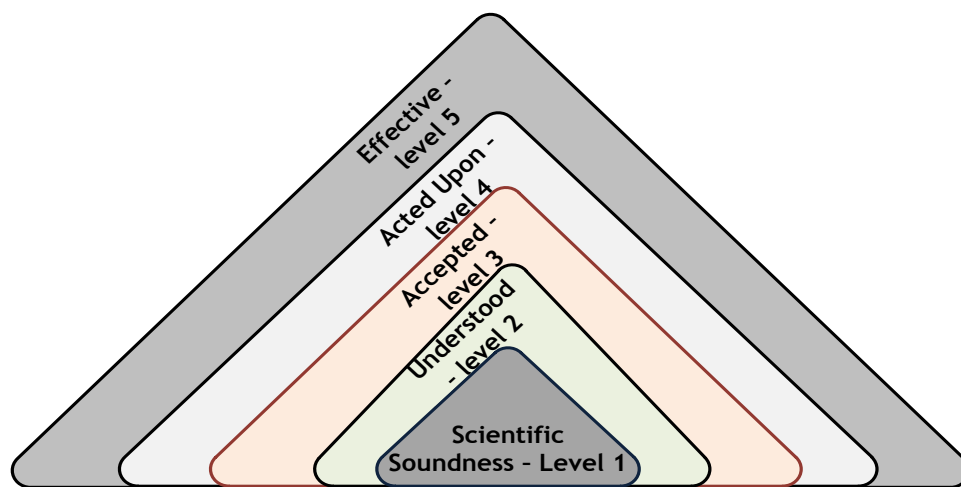 Effective -
level 5
Acted Upon -
level 4
Accepted -
level 3
Understood
- level 2
Scientific
Soundness – Level 1